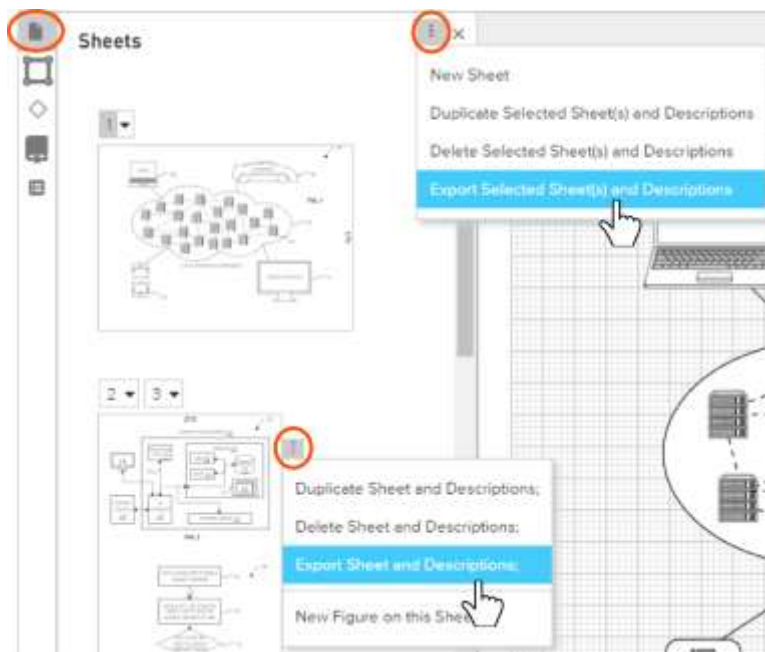 Sheets
New Sheet
Duplicate Selected Sheet(s) and Descriptions
Delete Selected Sheet(s) and Descriptions
Export Selected Sheet(s) and Descriptions
1
2 3
Duplicate Sheet and Descriptions;
Delete Sheet and Descriptions;
Export Sheet and Descriptions;
New Figure on this Shee